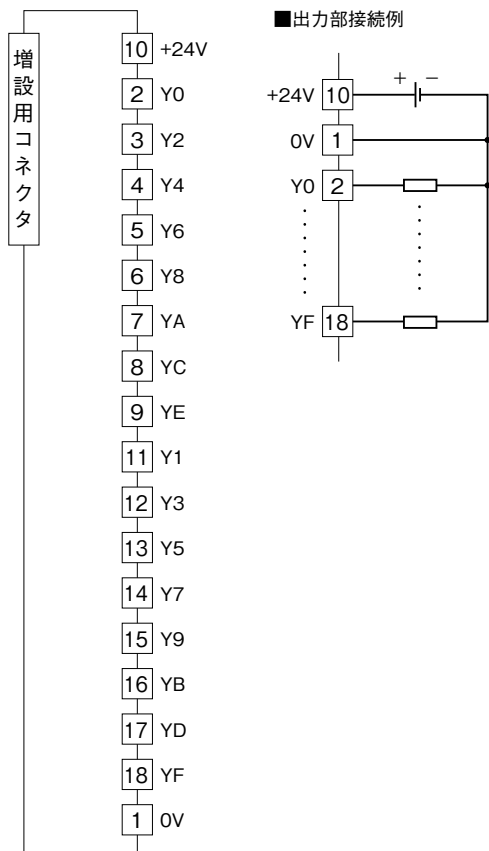 増設用コネクタ
10 +24V
2 Y0
3 Y2
4 Y4
5 Y6
6 Y8
7 YA
8 YC
9 YE
11 Y1
12 Y3
13 Y5
14 Y7
15 Y9
16 YB
17 YD
18 YF
1 0V
■出力部接続例
+ −
+24V 10
0V 1
Y0 2
YF 18